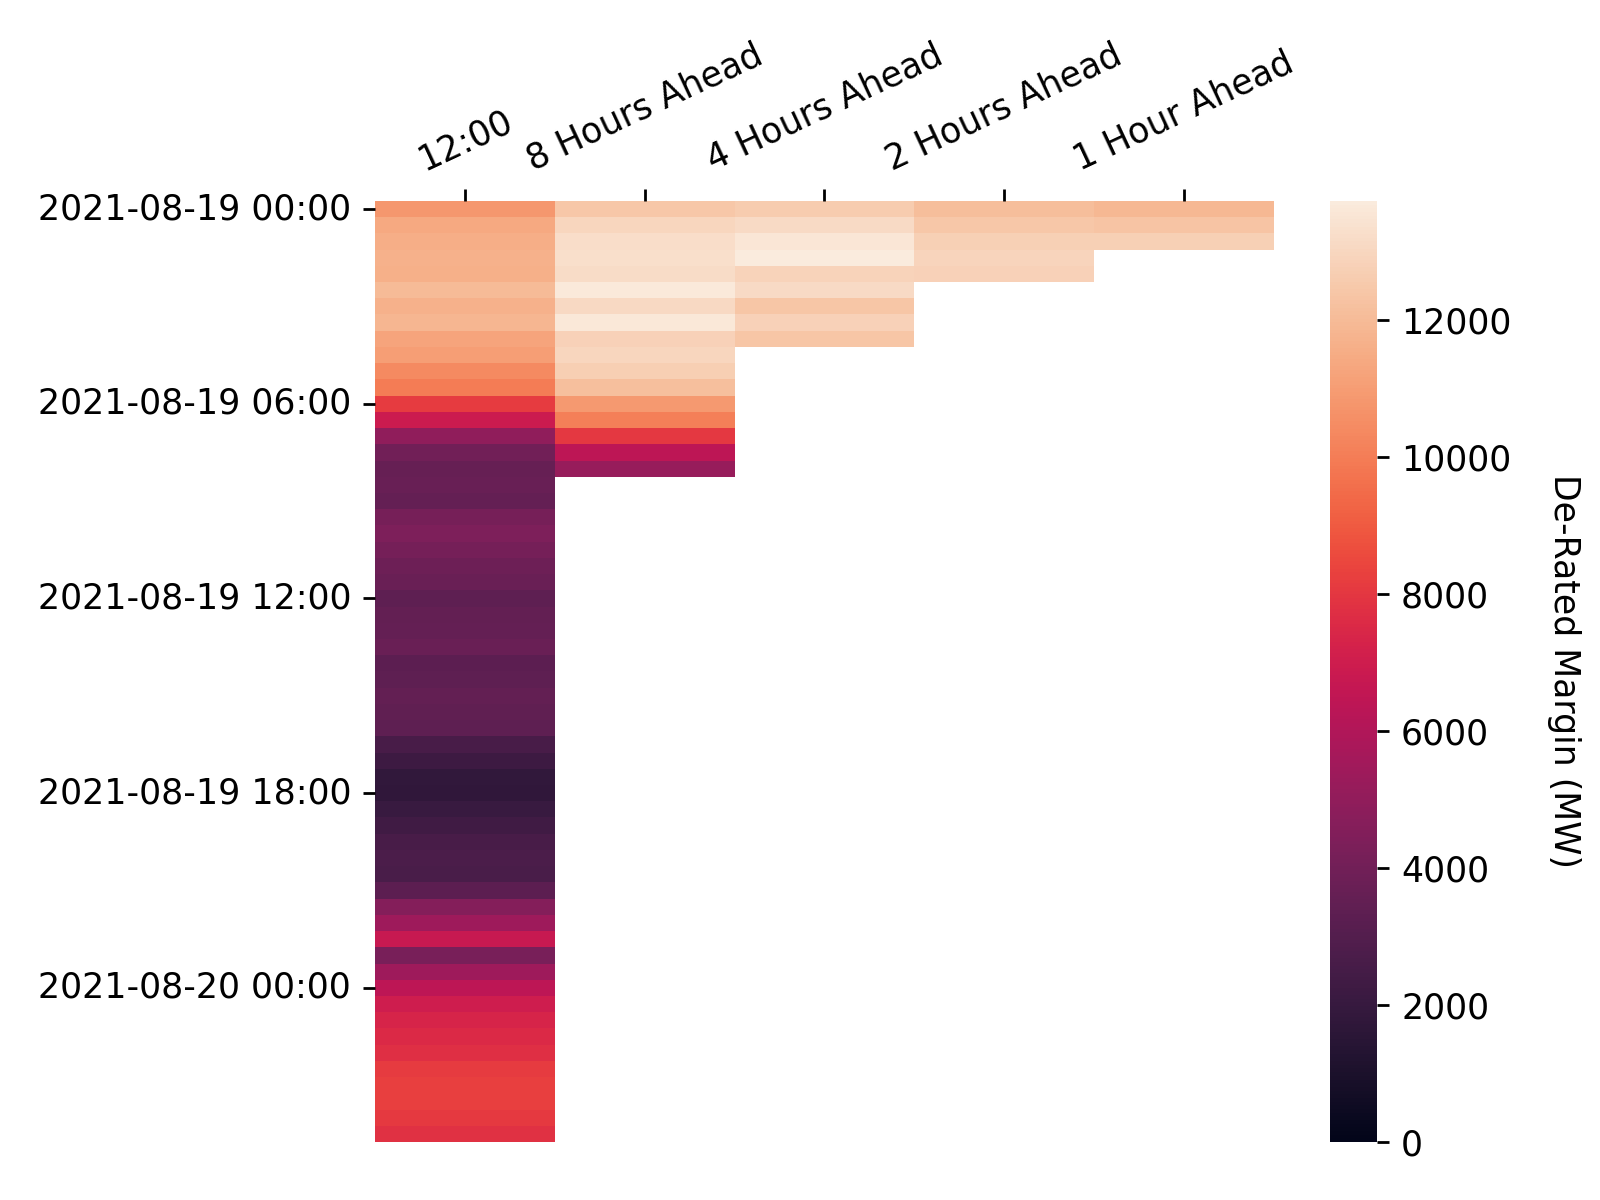 12:00
8 Hours Ahead
4 Hours Ahead
2 Hours Ahead
1 Hour Ahead
2021-08-19 00:00
2021-08-19 06:00
2021-08-19 12:00
2021-08-19 18:00
2021-08-20 00:00
12000
10000
8000
6000
4000
2000
0
De-Rated Margin (MW)